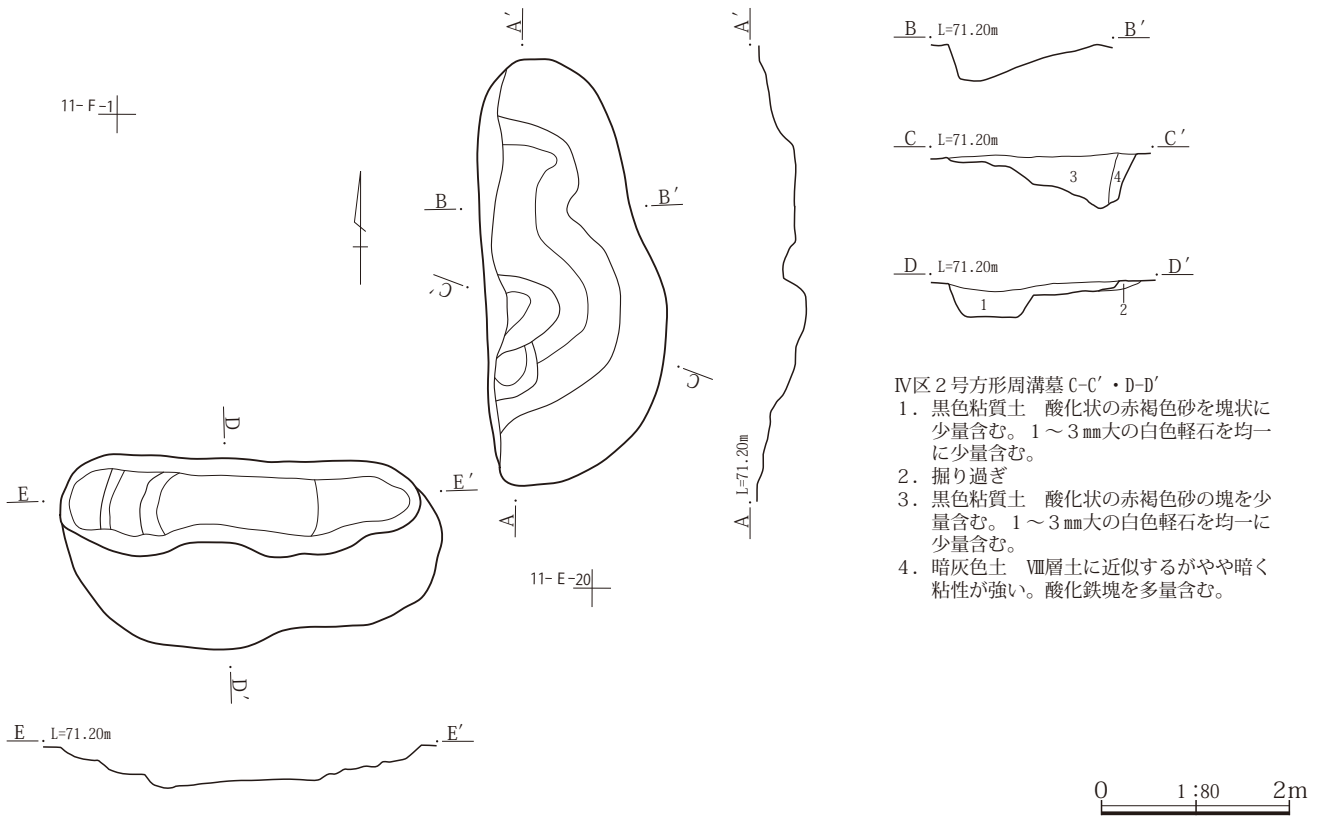 A′
A′
B L=71.20m B′
11-F-1
C L=71.20m C′
B B′
D L=71.20m D′
C′
3 4
1
2
C
Ⅳ区2号方形周溝墓 C-C′・D-D′
1. 黒色粘質土 酸化状の赤褐色砂を塊状に
少量含む。1～3㎜大の白色軽石を均一
に少量含む。
2. 掘り過ぎ
3. 黒色粘質土 酸化状の赤褐色砂の塊を少
量含む。1～3㎜大の白色軽石を均一に
少量含む。
4. 暗灰色土 Ⅷ層土に近似するがやや暗く
粘性が強い。酸化鉄塊を多量含む。
D
E E′
A
A L=71.20m
11-E-20
D′
E L=71.20m E′
0 1:80 2m